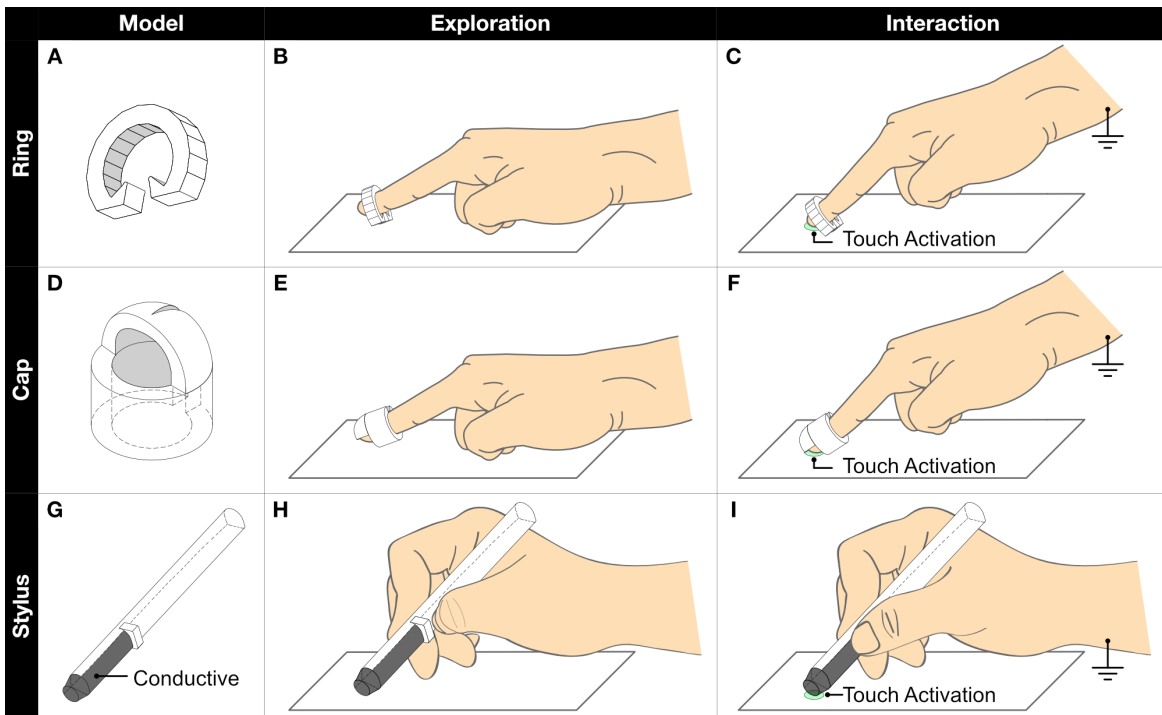 Model
Exploration
Interaction
Ring
A
B
C
Touch Activation
Cap
D
E
F
Touch Activation
Stylus
G
Conductive
H
I
Touch Activation